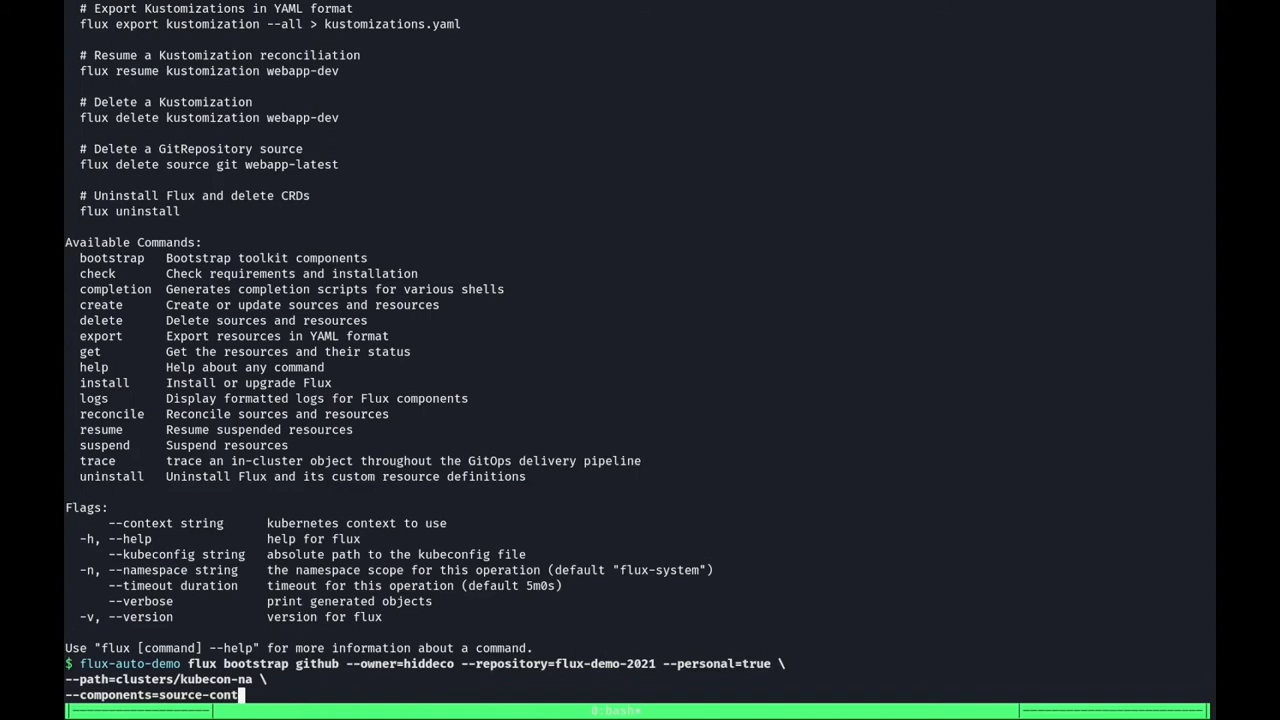 # Export Kustomizations in YAML format
flux export kustomization --all > kustomizations.yaml
# Resume a Kustomization reconciliation
flux resume kustomization webapp-dev
# Delete a Kustomization
flux delete kustomization webapp-dev
# Delete a GitRepository source
flux delete source git webapp-latest
# Uninstall Flux and delete CRDs
flux uninstall
Available Commands:
bootstrap Bootstrap toolkit components
check Check requirements and installation
completion Generates completion scripts for various shells
create Create or update sources and resources
delete Delete sources and resources
export Export resources in YAML format
get Get the resources and their status
help Help about any command
install Install or upgrade Flux
logs Display formatted logs for Flux components
reconcile Reconcile sources and resources
resume Resume suspended resources
suspend Suspend resources
trace trace an in-cluster object throughout the GitOps delivery pipeline
uninstall Uninstall Flux and its custom resource definitions
Flags:
--context string kubernetes context to use
-h, --help help for flux
--kubeconfig string absolute path to the kubeconfig file
-n, --namespace string the namespace scope for this operation (default "flux-system")
--timeout duration timeout for this operation (default 5m0s)
--verbose print generated objects
-v, --version version for flux
Use "flux [command] --help" for more information about a command.
$ flux-auto-demo flux bootstrap github --owner=hiddeco --repository=flux-demo-2021 --personal=true \
--path=clusters/kubecon-na \
--components=source-cont
0:bash*